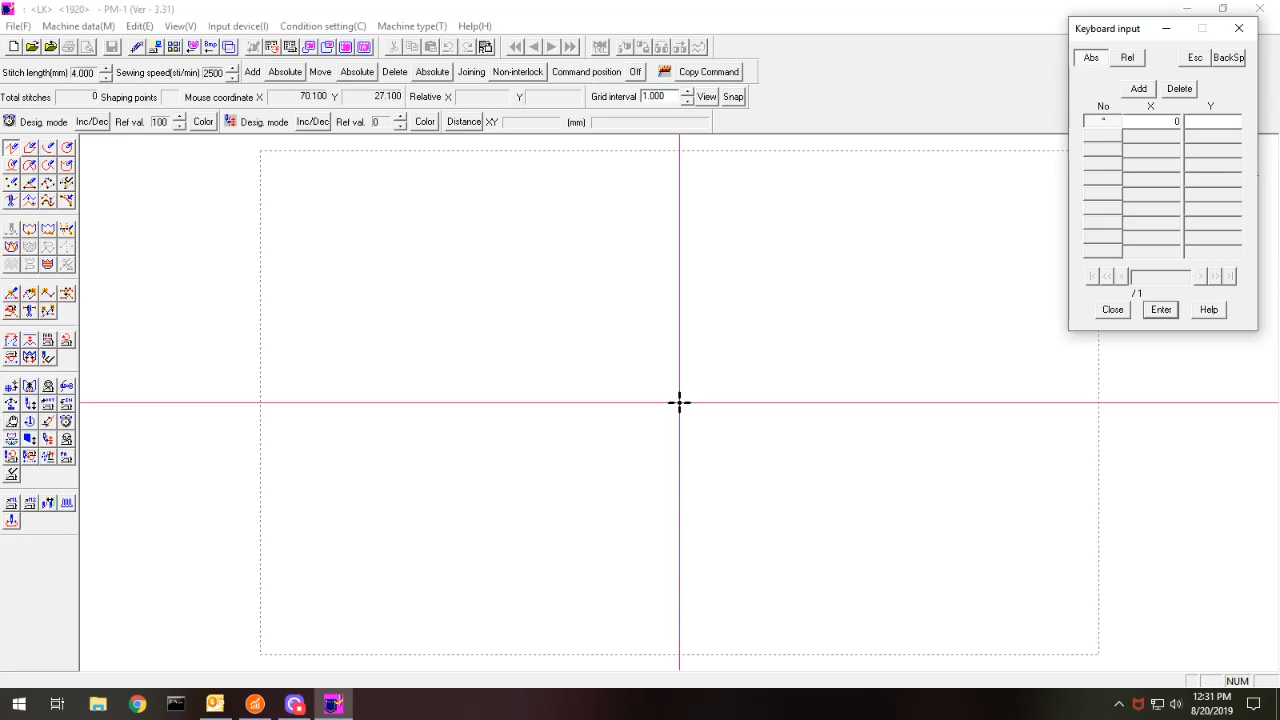 : <LK> <1920> - PM-1 (Ver - 3.31)
File(F) Machine data(M) Edit(E) View(V) Input device(I) Condition setting(C) Machine type(T) Help(H)
Stitch length(mm) 4.000 Sewing speed(sti/min) 2500 Add Absolute Move Absolute Delete Absolute Joining Non-interlock Command position Off Copy Command
Total stitches 0 Shaping points Mouse coordinate X 70.100 Y 27.100 Relative X Y Grid interval 1.000 View Snap
Desig. mode Inc/Dec Ref val. 100 Color Desig. mode Inc/Dec Ref val. 0 Color Distance XY (mm)
Keyboard input
Abs Rel Esc BackSp
Add Delete
No X Y
* 0
/ 1
Close Enter Help
NUM
12:31 PM
8/20/2019